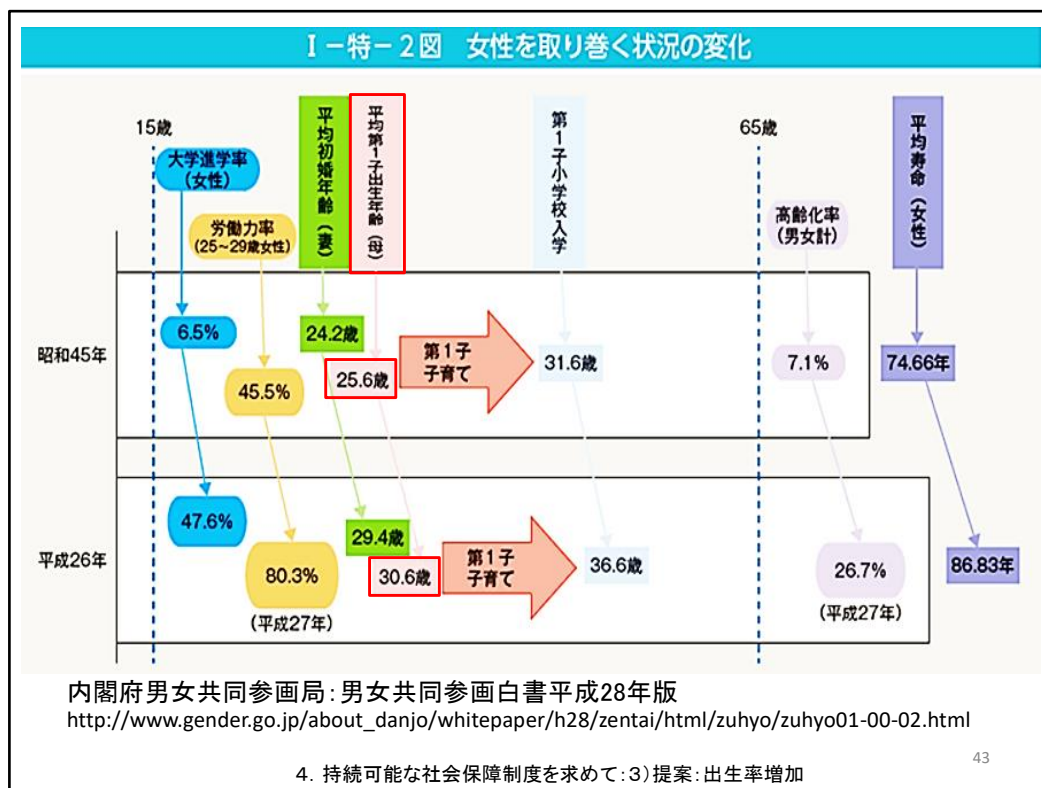 Ⅰ-特-2図 女性を取り巻く状況の変化
15歳
65歳
大学進学率
(女性)
労働力率
(25~29歳女性)
平均初婚年齢(妻)
平均第1子出生年齢(母)
第1子小学校入学
高齢化率
(男女計)
平均寿命(女性)
昭和45年
6.5%
45.5%
24.2歳
25.6歳
第1子
子育て
31.6歳
7.1%
74.66年
平成26年
47.6%
80.3%
(平成27年)
29.4歳
30.6歳
第1子
子育て
36.6歳
26.7%
(平成27年)
86.83年
内閣府男女共同参画局:男女共同参画白書平成28年版
http://www.gender.go.jp/about_danjo/whitepaper/h28/zentai/html/zuhyo/zuhyo01-00-02.html
43
4.持続可能な社会保障制度を求めて:3)提案:出生率増加